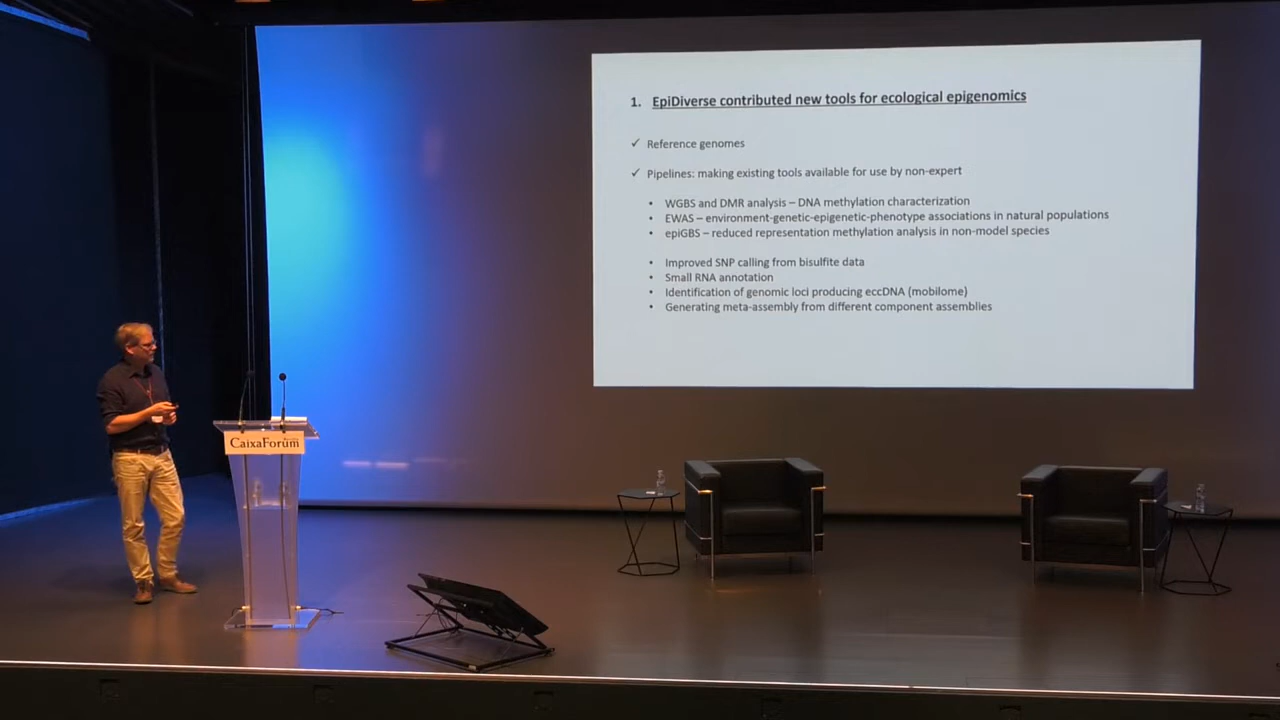 1. EpiDiverse contributed new tools for ecological epigenomics
✓ Reference genomes
✓ Pipelines: making existing tools available for use by non-expert
• WGBS and DMR analysis – DNA methylation characterization
• EWAS – environment-genetic-epigenetic-phenotype associations in natural populations
• epiGBS – reduced representation methylation analysis in non-model species
• Improved SNP calling from bisulfite data
• Small RNA annotation
• Identification of genomic loci producing eccDNA (mobilome)
• Generating meta-assembly from different component assemblies
CaixaForum